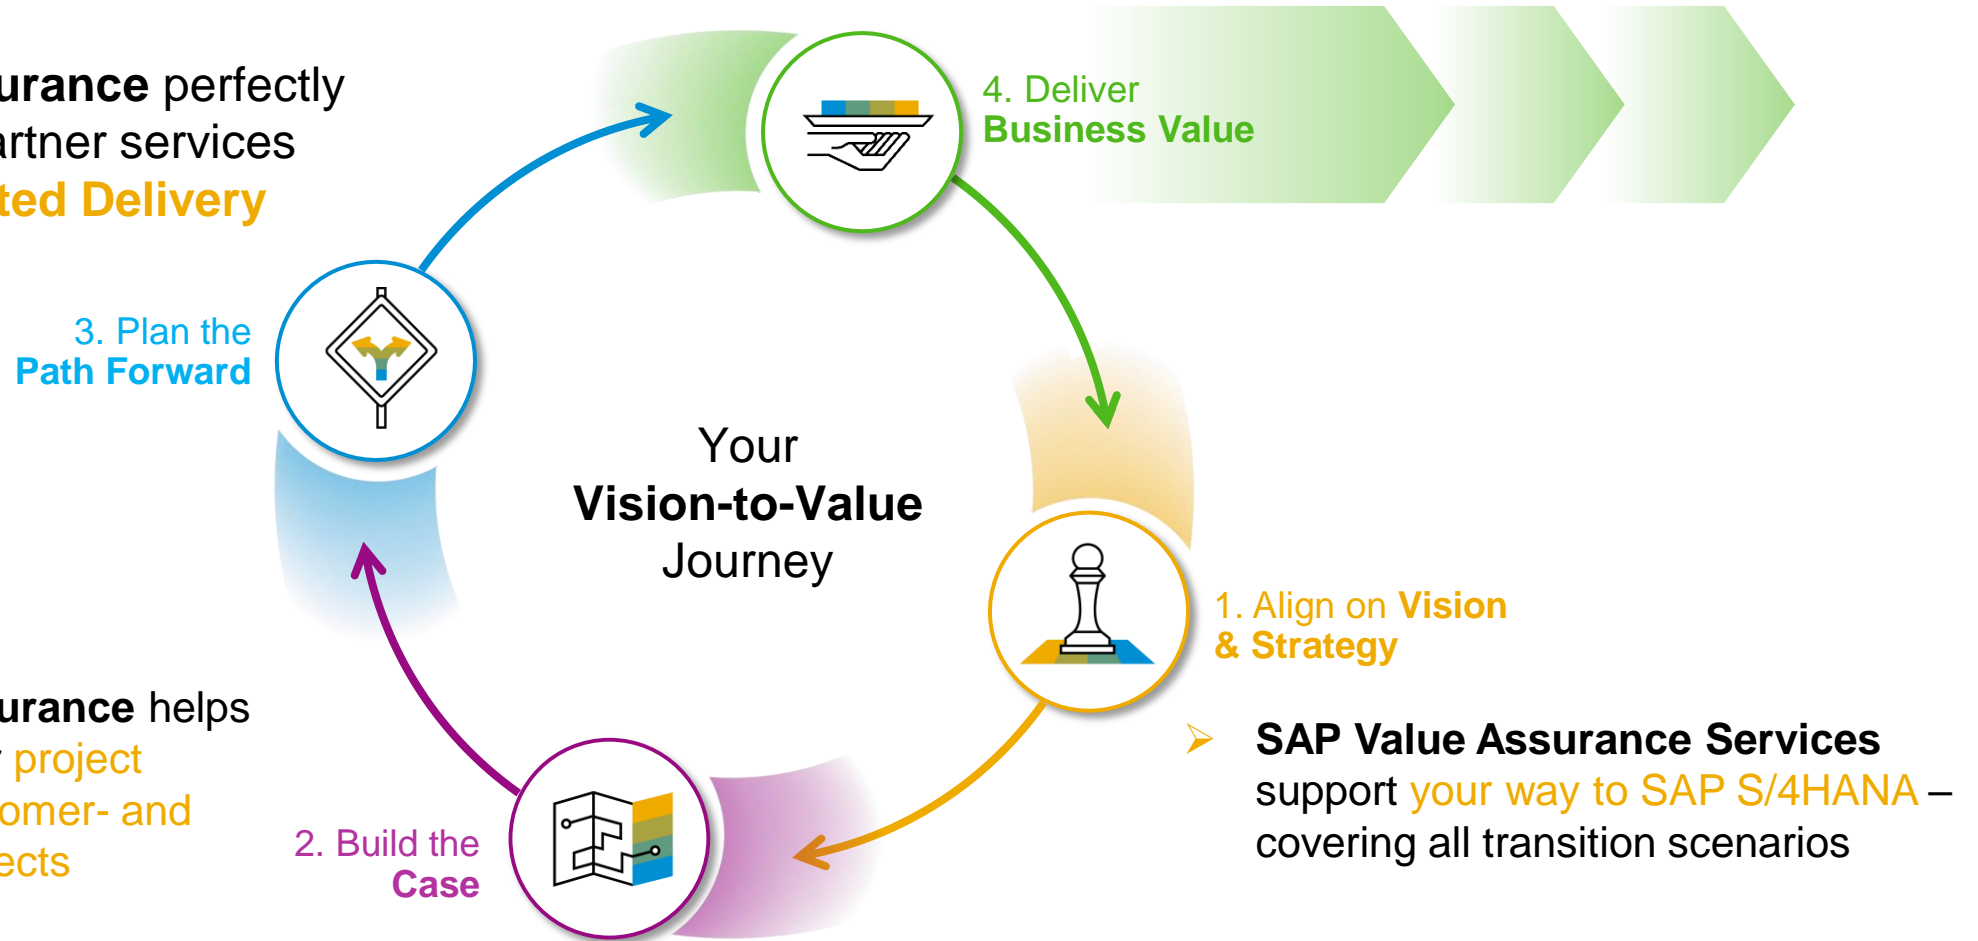 urance perfectly
artner services
ted Delivery
4. Deliver
Business Value
3. Plan the
Path Forward
Your
Vision-to-Value
Journey
1. Align on Vision
& Strategy
urance helps
project
omer- and
ects
2. Build the
Case
➢ SAP Value Assurance Services
support your way to SAP S/4HANA –
covering all transition scenarios